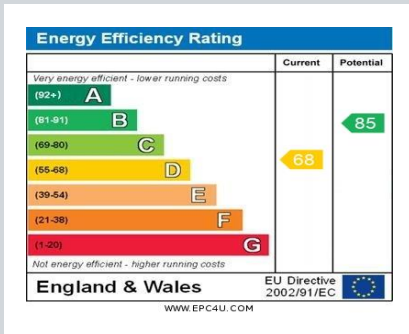 Energy Efficiency Rating
Current Potential
Very energy efficient - lower running costs
(92+) A
(81-91) B
85
(69-80) C
(55-68) D
68
(39-54) E
(21-38) F
(1-20) G
Not energy efficient - higher running costs
England & Wales
EU Directive
2002/91/EC
WWW.EPC4U.COM